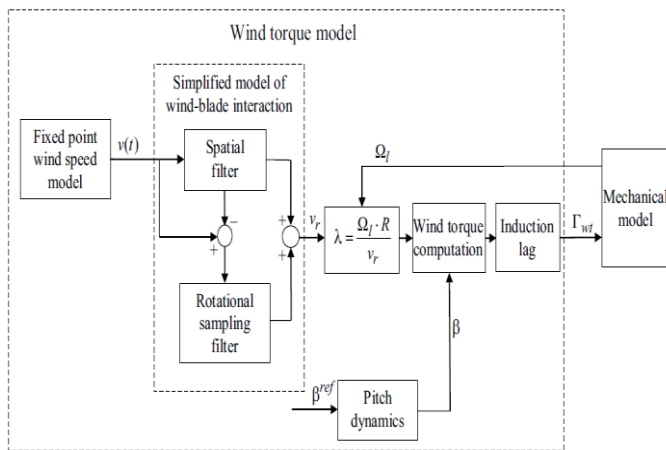 Wind torque model
Simplified model of
wind-blade interaction
Fixed point
wind speed
model
v(t)
Spatial
filter
−
+
+
+
Rotational
sampling
filter
v_r
λ = Ω_l · R / v_r
Ω_l
Wind torque
computation
Induction
lag
Γ_wt
Mechanical
model
β
β^ref
Pitch
dynamics